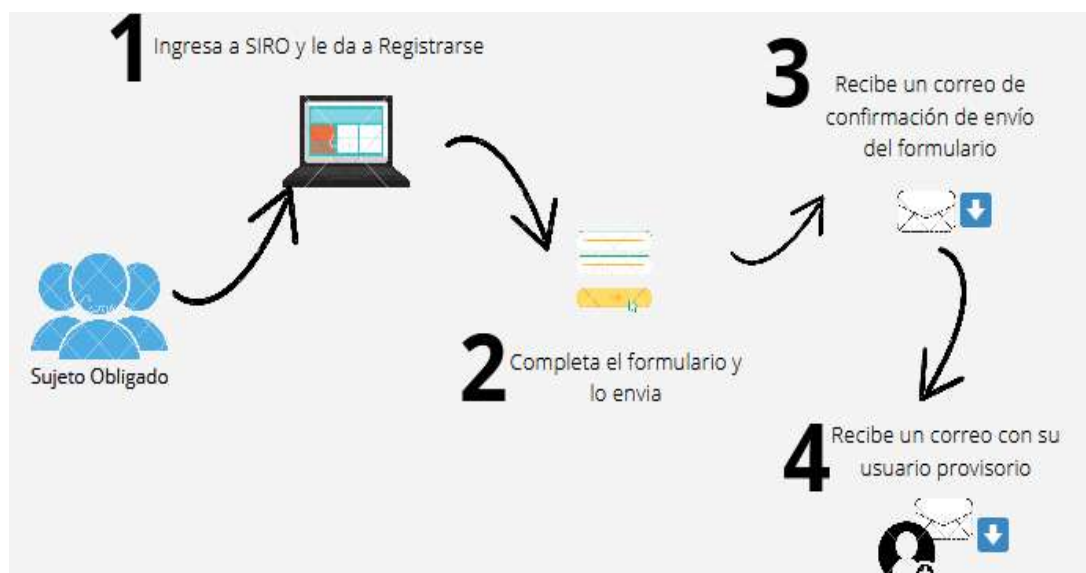 1
Ingresa a SIRO y le da a Registrarse
Sujeto Obligado
2
Completa el formulario y
lo envia
3
Recibe un correo de
confirmación de envío
del formulario
4
Recibe un correo con su
usuario provisorio